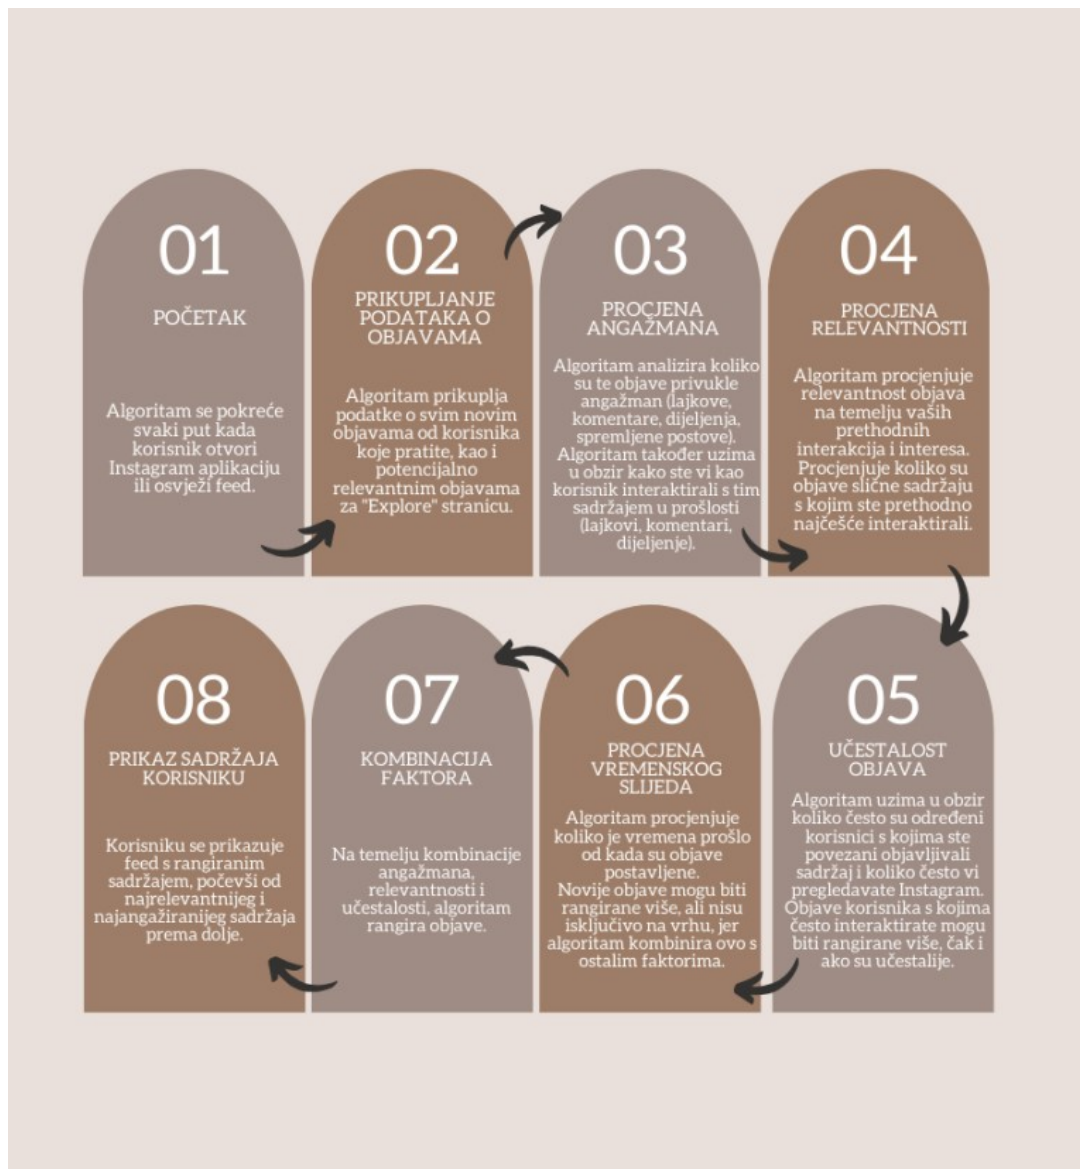 01
POČETAK
Algoritam se pokreće
svaki put kada
korisnik otvori
Instagram aplikaciju
ili osvježi feed.
02
PRIKUPLJANJE
PODATAKA O
OBJAVAMA
Algoritam prikuplja
podatke o svim novim
objavama od korisnika
koje pratite, kao i
potencijalno
relevantnim objavama
za "Explore" stranicu.
03
PROCJENA
ANGAŽMANA
Algoritam analizira koliko
su te objave privukle
angažman (lajkove,
komentare, dijeljenja,
spremljene postove).
Algoritam također uzima
u obzir kako ste vi kao
korisnik interaktirali s tim
sadržajem u prošlosti
(lajkovi, komentari,
dijeljenje).
04
PROCJENA
RELEVANTNOSTI
Algoritam procjenjuje
relevantnost objava
na temelju vaših
prethodnih
interakcija i interesa.
Procjenjuje koliko su
objave slične sadržaju
s kojim ste prethodno
najčešće interaktirali.
05
UČESTALOST
OBJAVA
Algoritam uzima u obzir
koliko često su određeni
korisnici s kojima ste
povezani objavljivali
sadržaj i koliko često vi
pregledavate Instagram.
Objave korisnika s kojima
često interaktirate mogu
biti rangirane više, čak i
ako su učestalije.
06
PROCJENA
VREMENSKOG
SLIJEDA
Algoritam procjenjuje
koliko je vremena prošlo
od kada su objave
postavljene.
Novije objave mogu biti
rangirane više, ali nisu
isključivo na vrhu, jer
algoritam kombinira ovo s
ostalim faktorima.
07
KOMBINACIJA
FAKTORA
Na temelju kombinacije
angažmana,
relevantnosti i
učestalosti, algoritam
rangira objave.
08
PRIKAZ SADRŽAJA
KORISNIKU
Korisniku se prikazuje
feed s rangiranim
sadržajem, počevši od
najrelevantnijeg i
najangažiranijeg sadržaja
prema dolje.